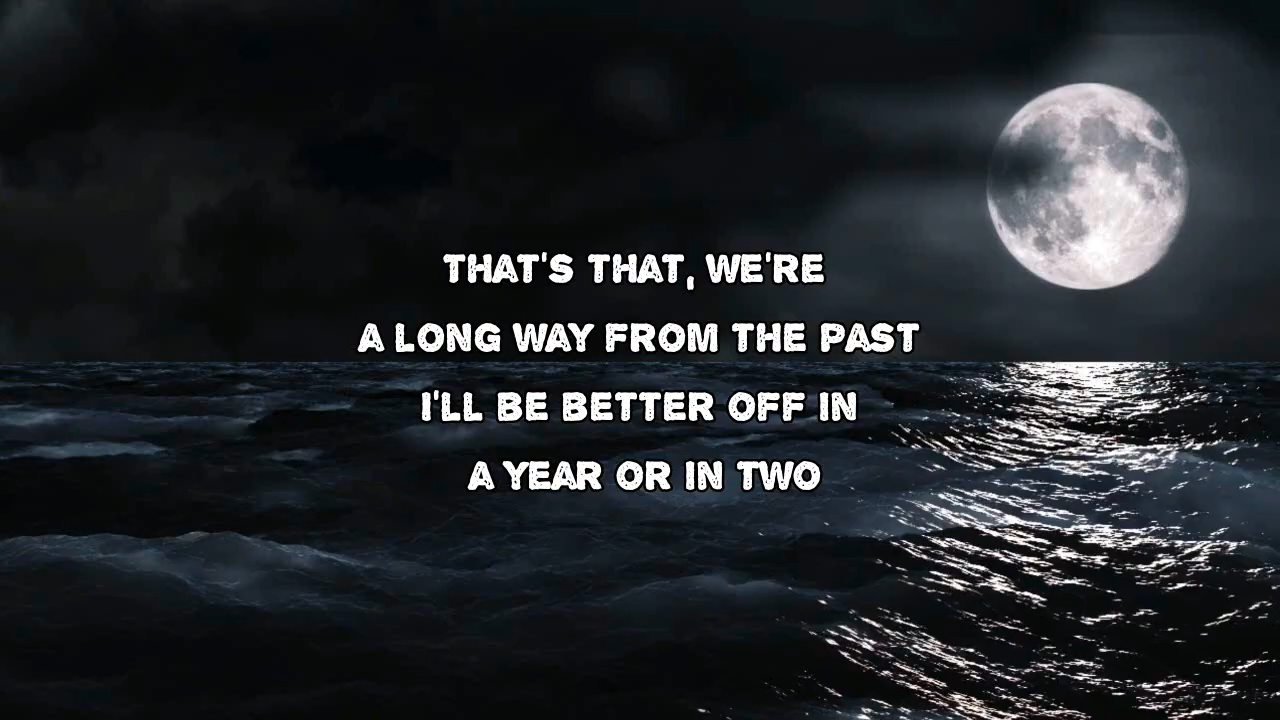 THAT'S THAT, WE'RE
A LONG WAY FROM THE PAST
I'LL BE BETTER OFF IN
A YEAR OR IN TWO